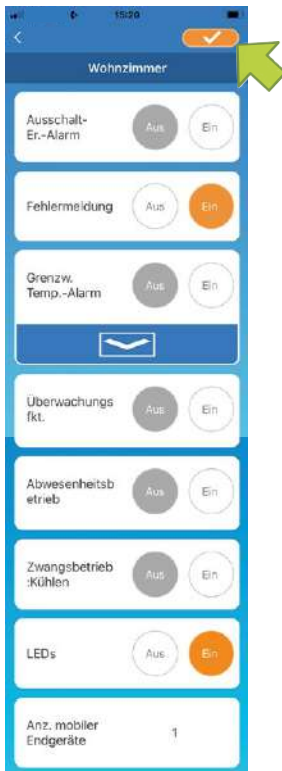 15:20
Wohnzimmer
Ausschalt-
Er.-Alarm
Aus
Ein
Fehlermeldung
Aus
Ein
Grenzw.
Temp.-Alarm
Aus
Ein
Überwachungs
fkt.
Aus
Ein
Abwesenheitsb
etrieb
Aus
Ein
Zwangsbetrieb
:Kühlen
Aus
Ein
LEDs
Aus
Ein
Anz. mobiler
Endgeräte
1